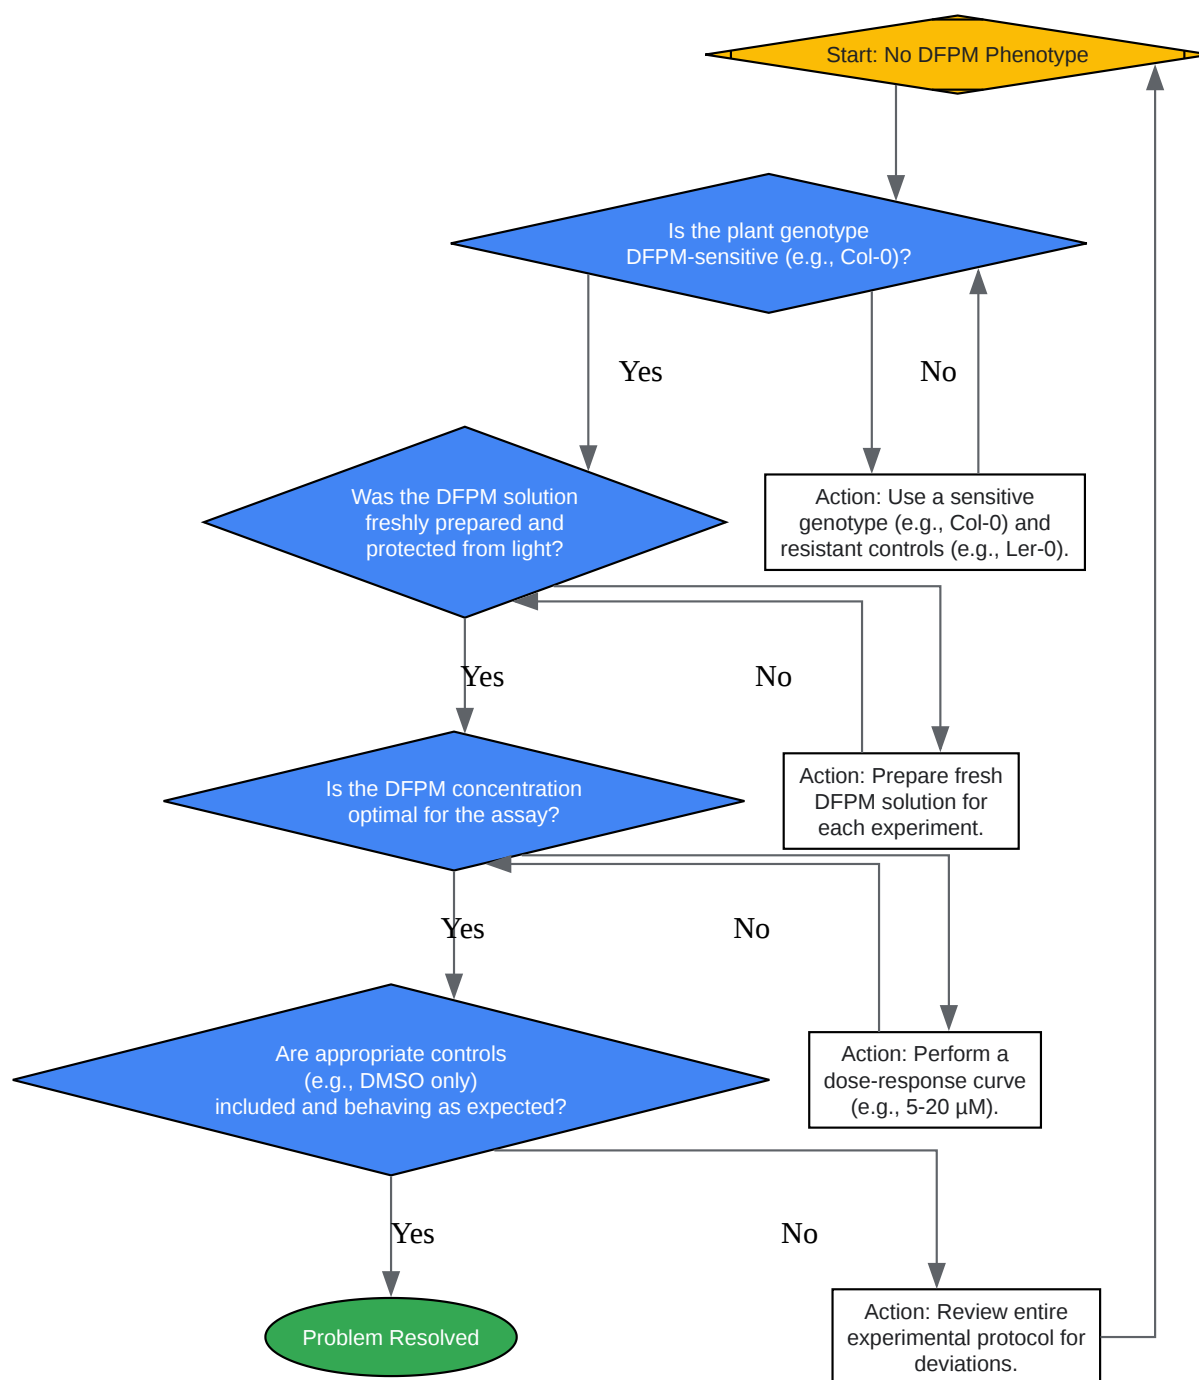 Start: No DFPM Phenotype
Is the plant genotype
DFPM-sensitive (e.g., Col-0)?
Yes
No
Was the DFPM solution
freshly prepared and
protected from light?
Action: Use a sensitive
genotype (e.g., Col-0) and
resistant controls (e.g., Ler-0).
Yes
No
Is the DFPM concentration
optimal for the assay?
Action: Prepare fresh
DFPM solution for
each experiment.
Yes
No
Are appropriate controls
(e.g., DMSO only)
included and behaving as expected?
Action: Perform a
dose-response curve
(e.g., 5-20 µM).
Yes
No
Problem Resolved
Action: Review entire
experimental protocol for
deviations.